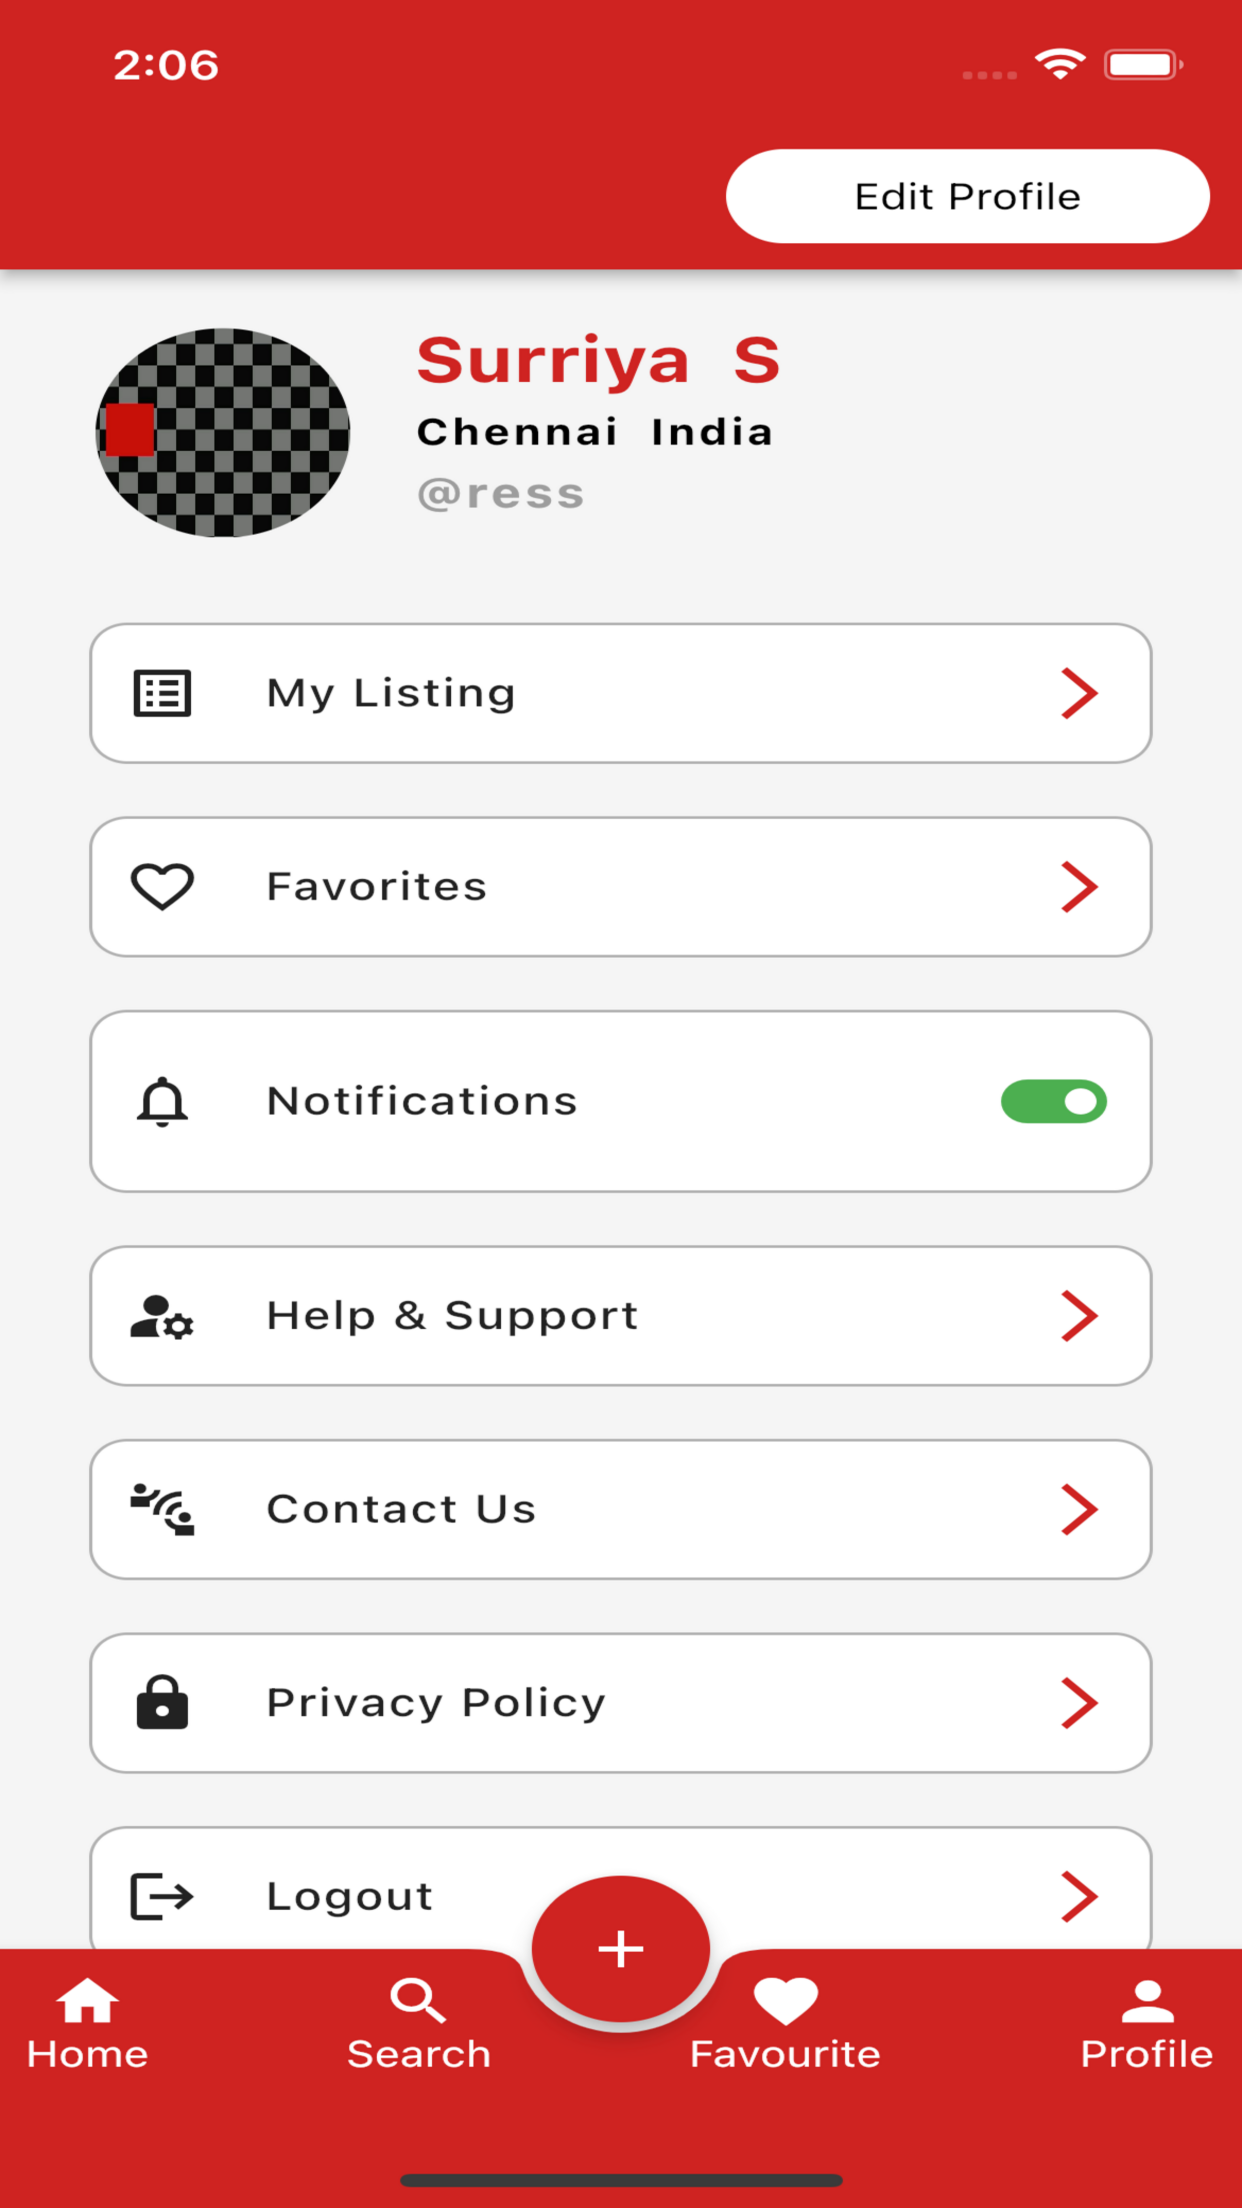 2:06
Edit Profile
Surriya S
Chennai India
@ress
My Listing
Favorites
Notifications
Help & Support
Contact Us
Privacy Policy
Logout
Home Search Favourite Profile